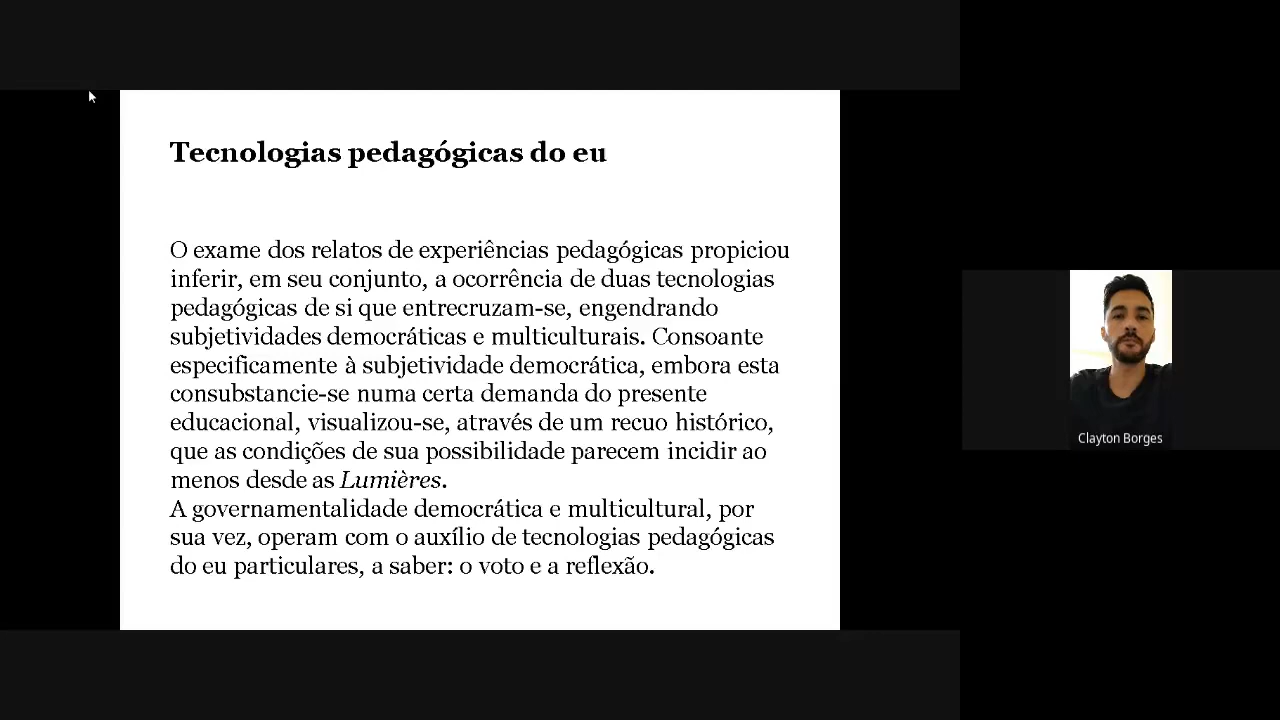 Tecnologias pedagógicas do eu
O exame dos relatos de experiências pedagógicas propiciou
inferir, em seu conjunto, a ocorrência de duas tecnologias
pedagógicas de si que entrecruzam-se, engendrando
subjetividades democráticas e multiculturais. Consoante
especificamente à subjetividade democrática, embora esta
consubstancie-se numa certa demanda do presente
educacional, visualizou-se, através de um recuo histórico,
que as condições de sua possibilidade parecem incidir ao
menos desde as Lumières.
A governamentalidade democrática e multicultural, por
sua vez, operam com o auxílio de tecnologias pedagógicas
do eu particulares, a saber: o voto e a reflexão.
Clayton Borges